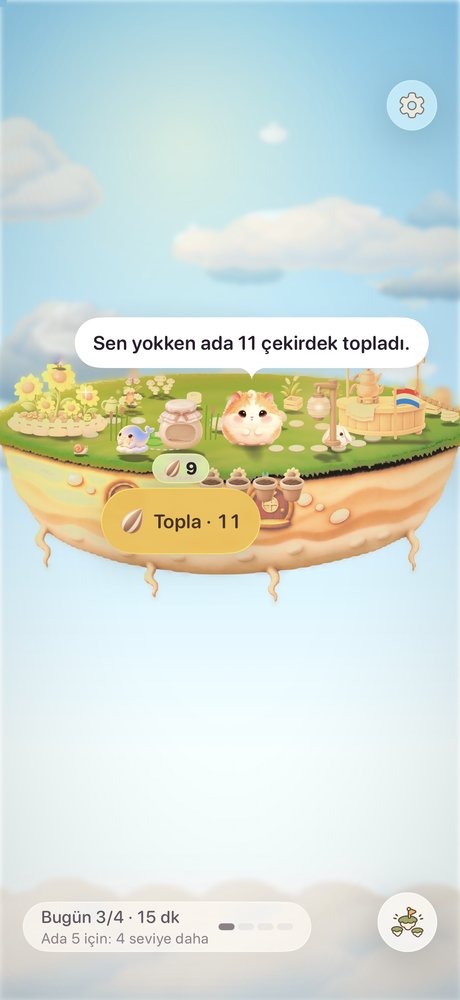 Sen yokken ada 11 çekirdek topladı.
9
Topla · 11
Bugün 3/4 · 15 dk
Ada 5 için: 4 seviye daha